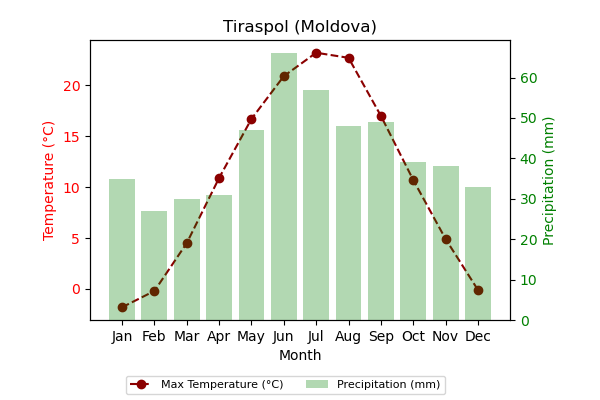 Tiraspol (Moldova)
Temperature (°C)
20
15
10
5
0
60
50
40
30
20
10
0
Precipitation (mm)
Jan Feb Mar Apr May Jun Jul Aug Sep Oct Nov Dec
Month
Max Temperature (°C) Precipitation (mm)